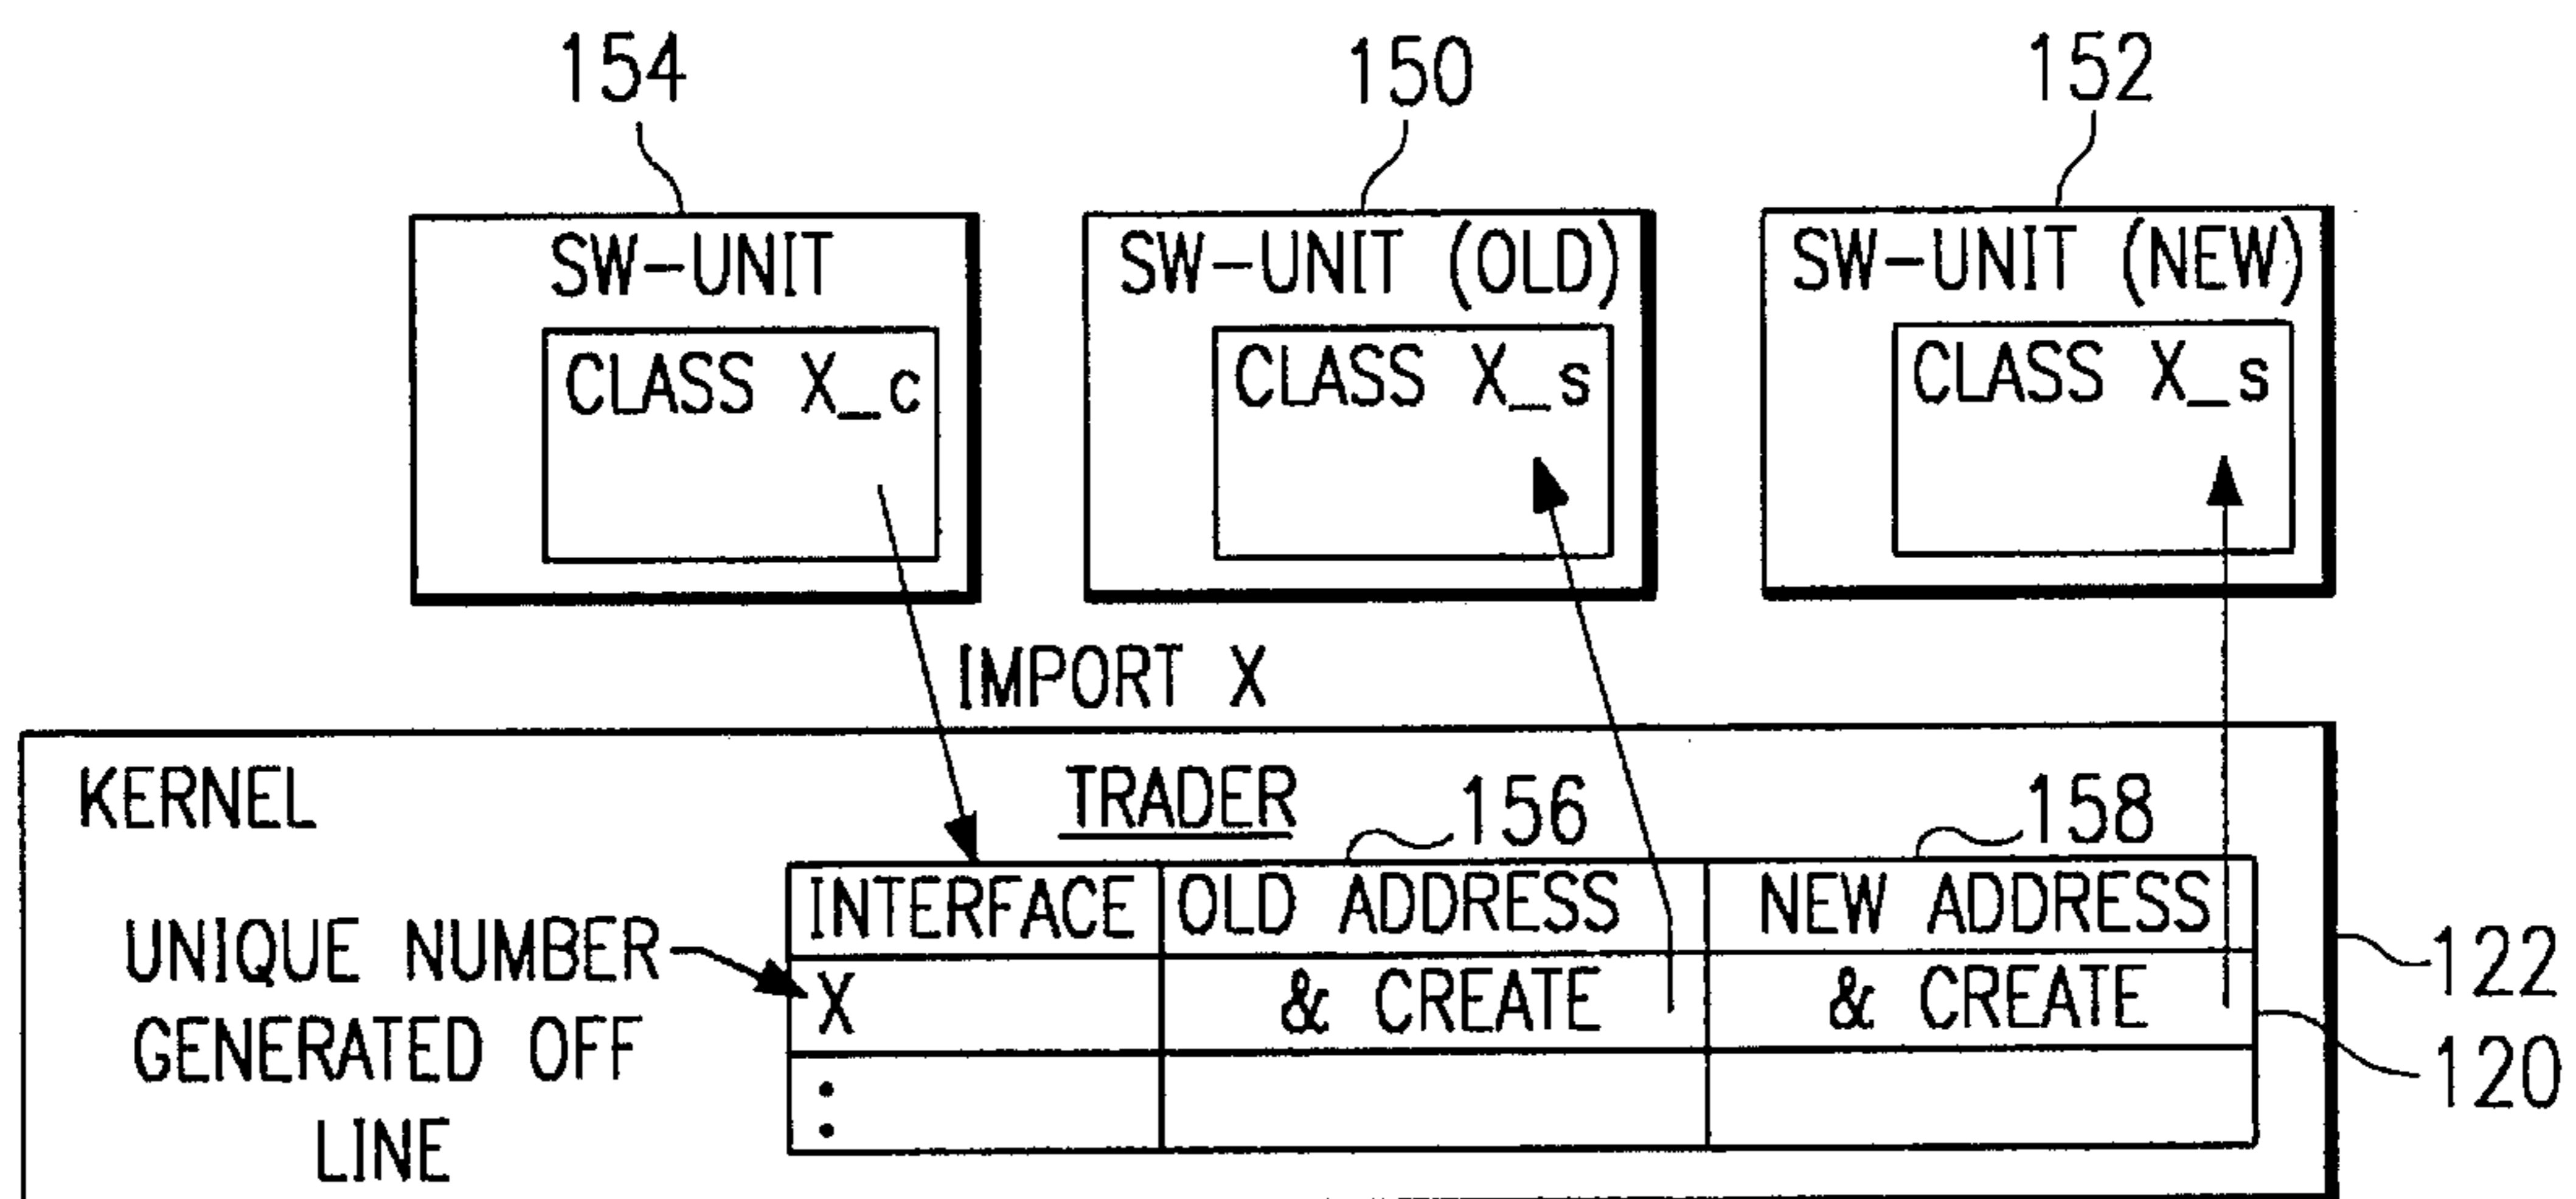 154 150 152
SW-UNIT SW-UNIT (OLD) SW-UNIT (NEW)
CLASS X_c CLASS X_s CLASS X_s
IMPORT X
KERNEL TRADER 156 158
INTERFACE OLD ADDRESS NEW ADDRESS
UNIQUE NUMBER
GENERATED OFF
LINE
X & CREATE & CREATE
:
122
120